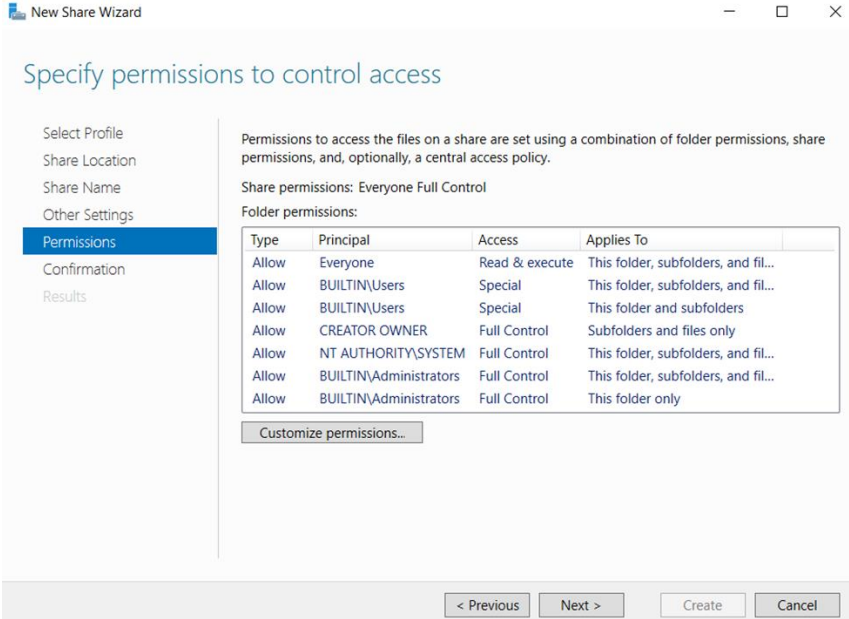 New Share Wizard
Specify permissions to control access
Select Profile
Share Location
Share Name
Other Settings
Permissions
Confirmation
Results
Permissions to access the files on a share are set using a combination of folder permissions, share
permissions, and, optionally, a central access policy.
Share permissions: Everyone Full Control
Folder permissions:
Type Principal Access Applies To
Allow Everyone Read & execute This folder, subfolders, and fil...
Allow BUILTIN\Users Special This folder, subfolders, and fil...
Allow BUILTIN\Users Special This folder and subfolders
Allow CREATOR OWNER Full Control Subfolders and files only
Allow NT AUTHORITY\SYSTEM Full Control This folder, subfolders, and fil...
Allow BUILTIN\Administrators Full Control This folder, subfolders, and fil...
Allow BUILTIN\Administrators Full Control This folder only
Customize permissions...
< Previous Next > Create Cancel